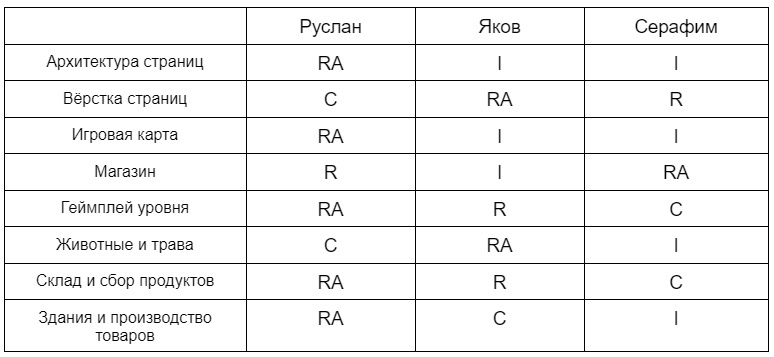 Руслан Яков Серафим
Архитектура страниц RA I I
Вёрстка страниц C RA R
Игровая карта RA I I
Магазин R I RA
Геймплей уровня RA R C
Животные и трава C RA I
Склад и сбор продуктов RA R C
Здания и производство RA C I
товаров